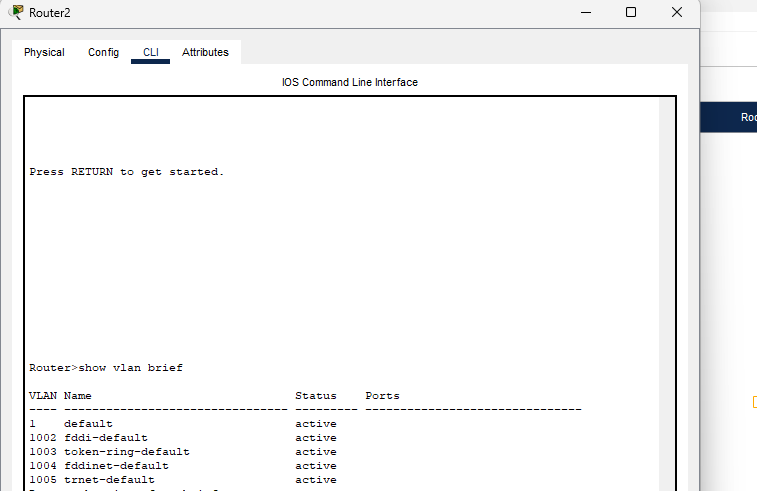 Router2
Physical Config CLI Attributes
IOS Command Line Interface
Press RETURN to get started.
Router>show vlan brief
VLAN Name                             Status    Ports
---- -------------------------------- --------- -------------------------------
1    default                          active
1002 fddi-default                     active
1003 token-ring-default               active
1004 fddinet-default                  active
1005 trnet-default                    active